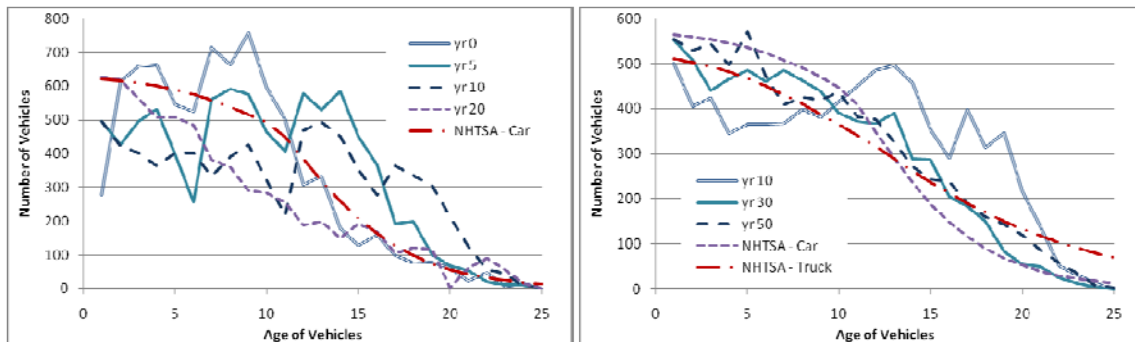 800
700
600
500
400
300
200
100
0
Number of Vehicles
yr0
yr5
yr10
yr20
NHTSA - Car
0
5
10
15
20
25
Age of Vehicles
600
500
400
300
200
100
0
Number of Vehicles
yr10
yr30
yr50
NHTSA - Car
NHTSA - Truck
0
5
10
15
20
25
Age of Vehicles